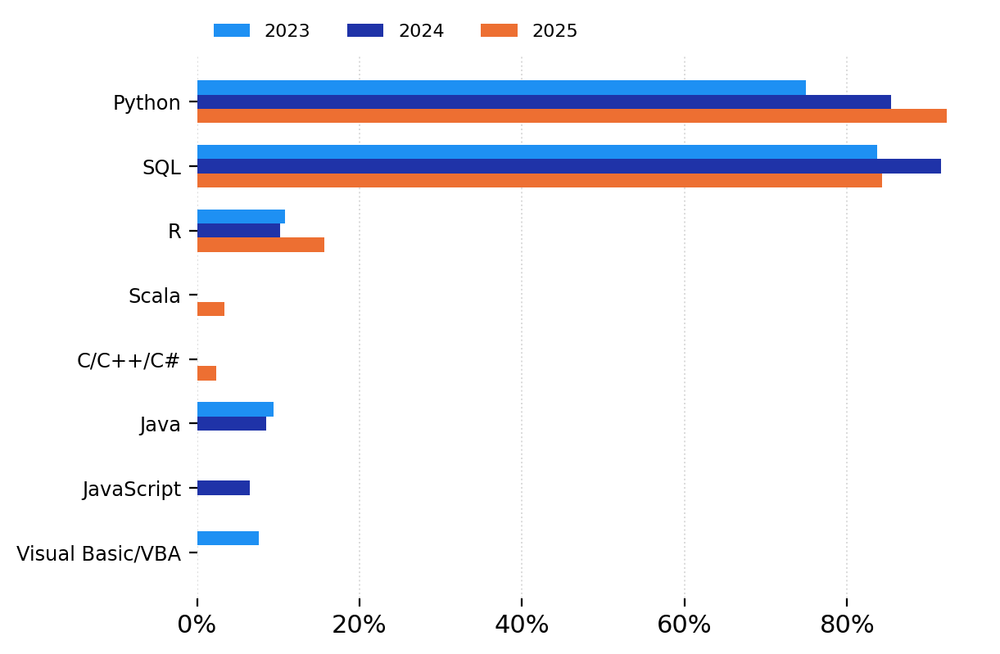 2023 2024 2025
Python
SQL
R
Scala
C/C++/C#
Java
JavaScript
Visual Basic/VBA
0% 20% 40% 60% 80%